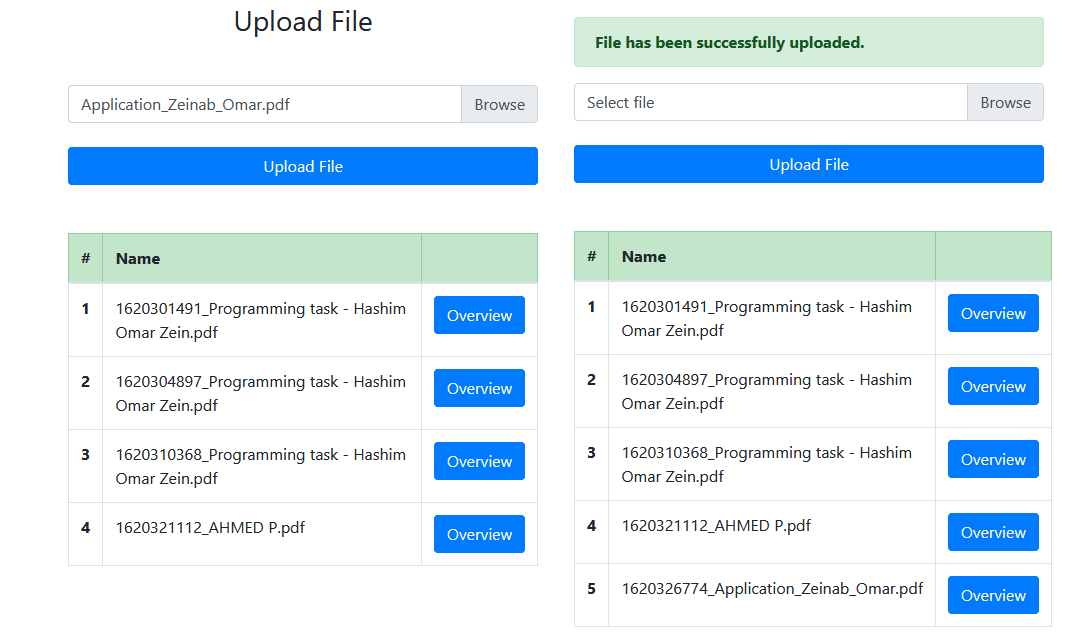 Upload File
Application_Zeinab_Omar.pdf Browse
Upload File
# Name
1 1620301491_Programming task - Hashim Overview
Omar Zein.pdf
2 1620304897_Programming task - Hashim Overview
Omar Zein.pdf
3 1620310368_Programming task - Hashim Overview
Omar Zein.pdf
4 1620321112_AHMED P.pdf Overview
File has been successfully uploaded.
Select file Browse
Upload File
# Name
1 1620301491_Programming task - Hashim Overview
Omar Zein.pdf
2 1620304897_Programming task - Hashim Overview
Omar Zein.pdf
3 1620310368_Programming task - Hashim Overview
Omar Zein.pdf
4 1620321112_AHMED P.pdf Overview
5 1620326774_Application_Zeinab_Omar.pdf Overview